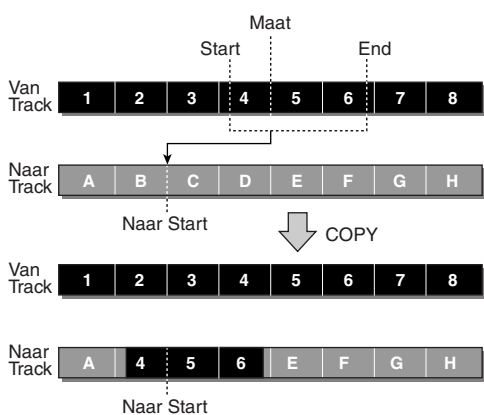 Maat
Start End
Van Track 1 2 3 4 5 6 7 8
Naar Track A B C D E F G H
Naar Start
COPY
Van Track 1 2 3 4 5 6 7 8
Naar Track A 4 5 6 E F G H
Naar Start